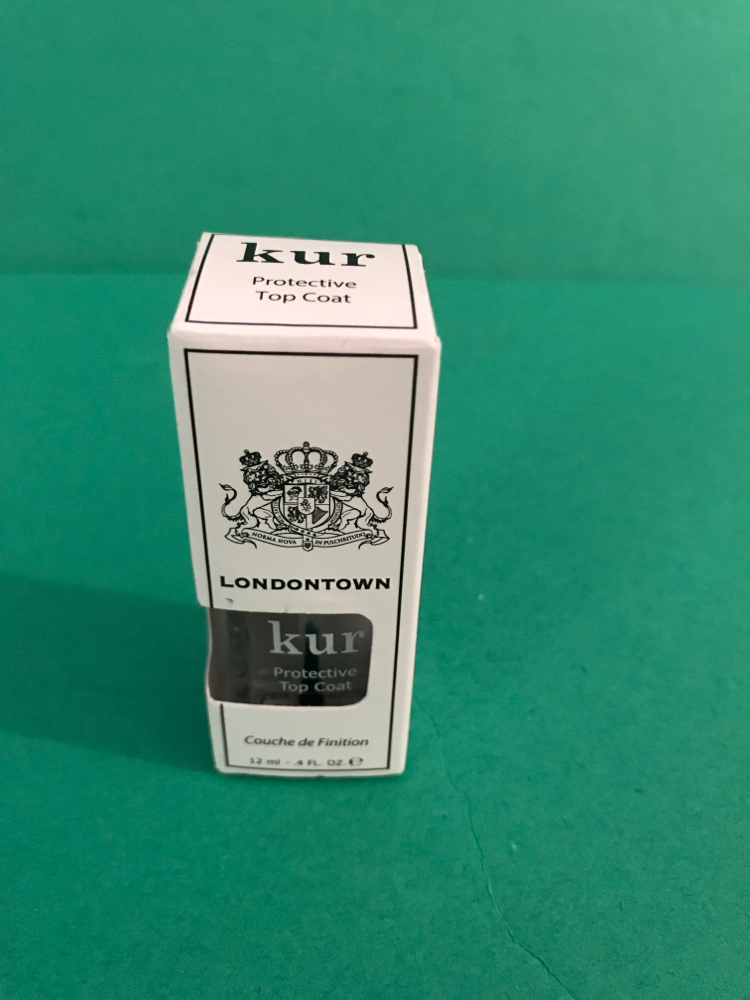 kur
Protective
Top Coat
NORMA NOVA IN PULCHRITUDO
LONDONTOWN
kur
Protective
Top Coat
Couche de Finition
12 ml - .4 FL. OZ. ℮